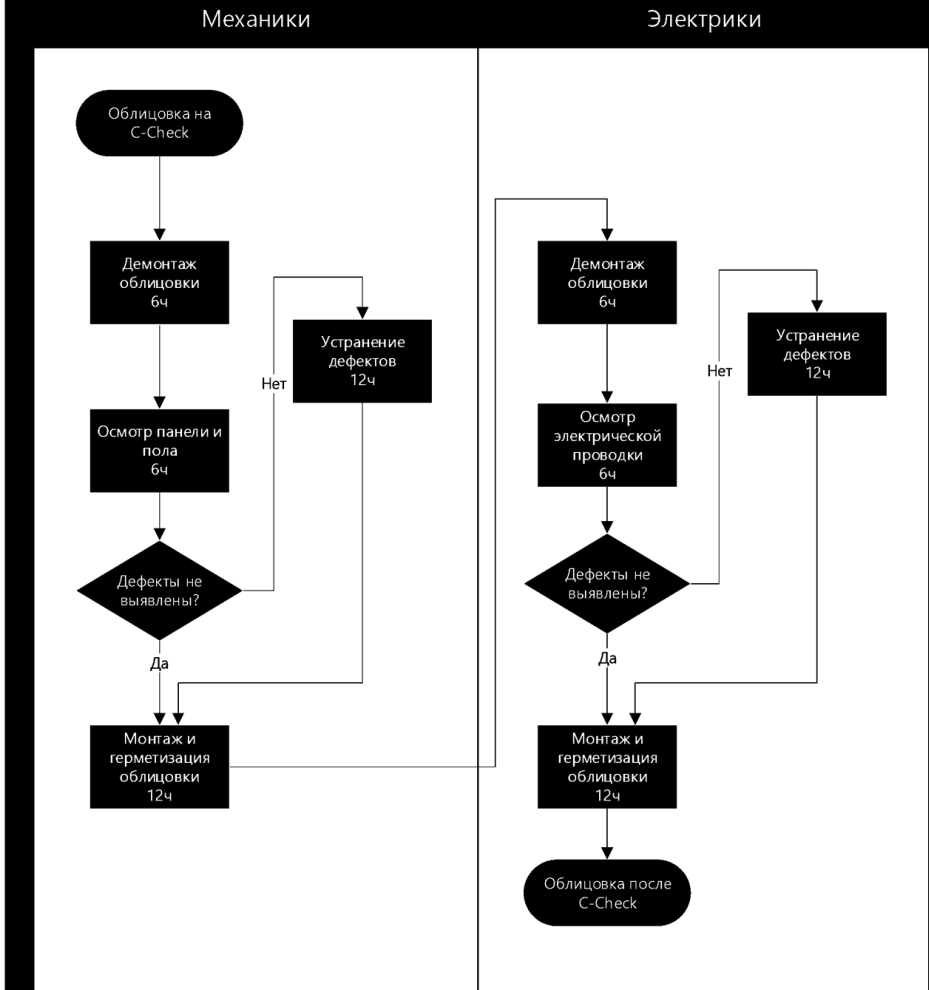 Механики
Электрики
Облицовка на
C-Check
Демонтаж
облицовки
6ч
Устранение
дефектов
12ч
Нет
Осмотр панели и
пола
6ч
Дефекты не
выявлены?
Да
Монтаж и
герметизация
облицовки
12ч
Демонтаж
облицовки
6ч
Устранение
дефектов
12ч
Нет
Осмотр
электрической
проводки
6ч
Дефекты не
выявлены?
Да
Монтаж и
герметизация
облицовки
12ч
Облицовка после
C-Check